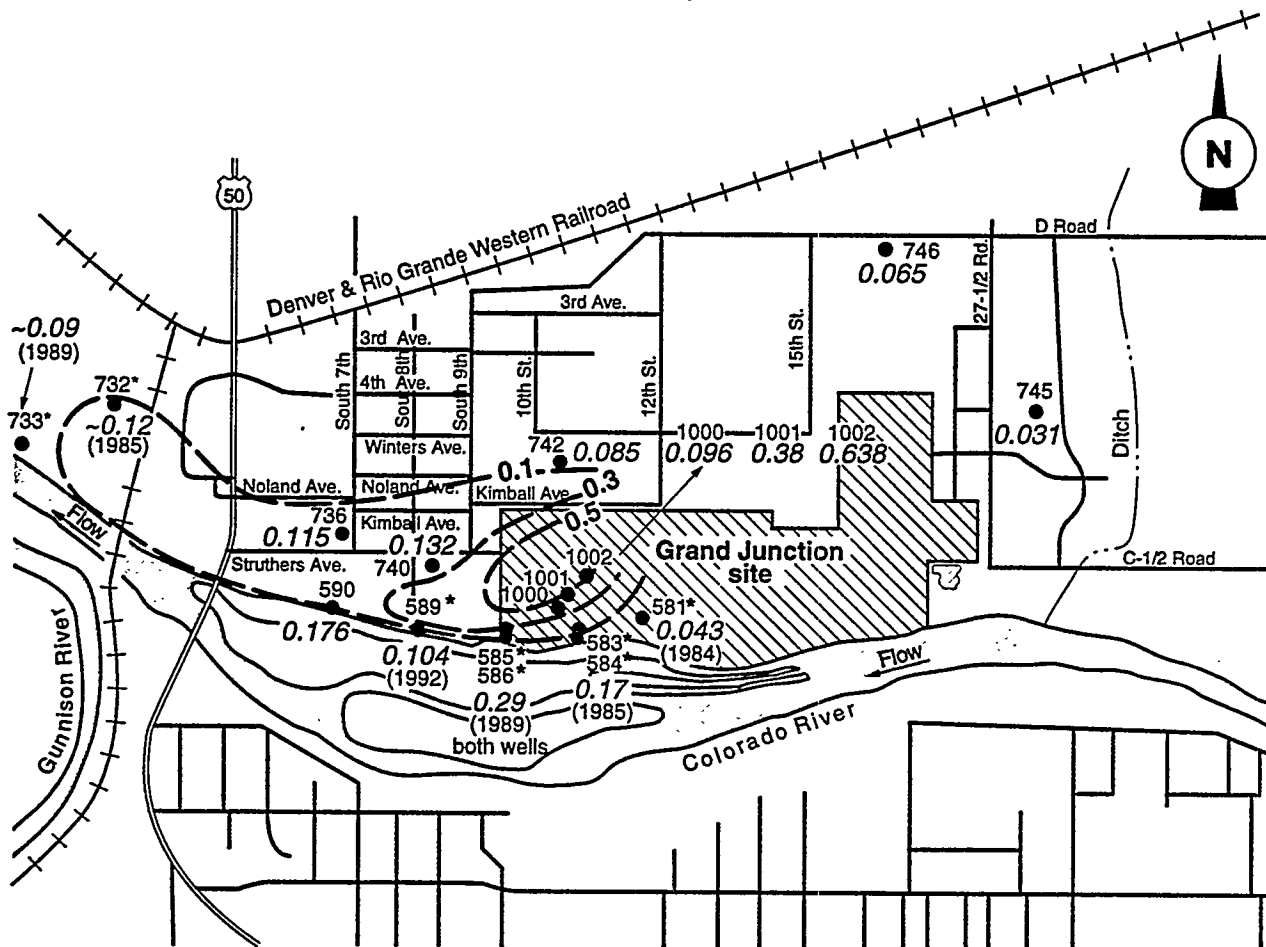 N
50
Denver & Rio Grande Western Railroad
D Road
746
0.065
27-1/2 Rd.
3rd Ave.
~0.09
(1989)
3rd Ave.
South 7th
South 8th
South 9th
10th St.
12th St.
15th St.
4th Ave.
732*
~0.12
(1985)
733*
745
0.031
Ditch
Winters Ave.
742
0.085
1000
0.096
1001
0.38
1002
0.638
0.1
0.3
0.5
Noland Ave.
Noland Ave.
Kimball Ave
Flow
736
0.115
Kimball Ave.
0.132
740
Struthers Ave.
Grand Junction
site
C-1/2 Road
1002
1001
1000
590
0.176
589*
0.104
(1992)
581*
0.043
(1984)
585*
586*
0.29
(1989)
both wells
583*
584*
0.17
(1985)
Flow
Gunnison River
Colorado River